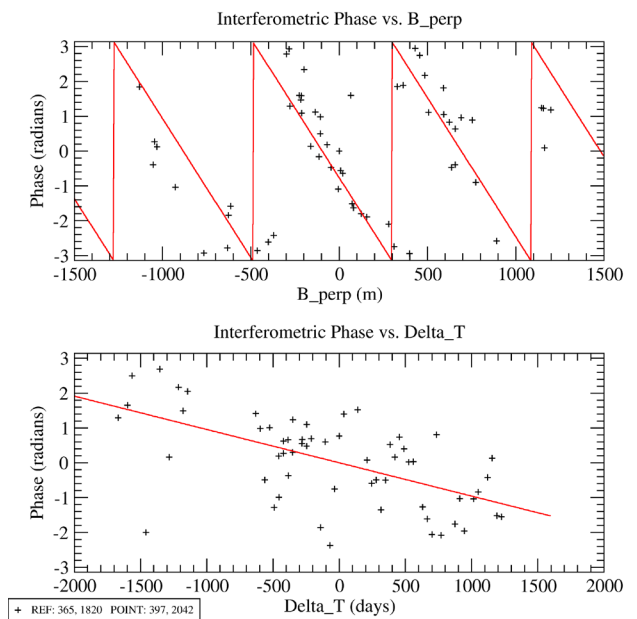 Interferometric Phase vs. B_perp
3
2
1
0
-1
-2
-3
Phase (radians)
-1500 -1000 -500 0 500 1000 1500
B_perp (m)
Interferometric Phase vs. Delta_T
3
2
1
0
-1
-2
-3
Phase (radians)
-2000 -1500 -1000 -500 0 500 1000 1500 2000
Delta_T (days)
+ REF: 365, 1820 POINT: 397, 2042